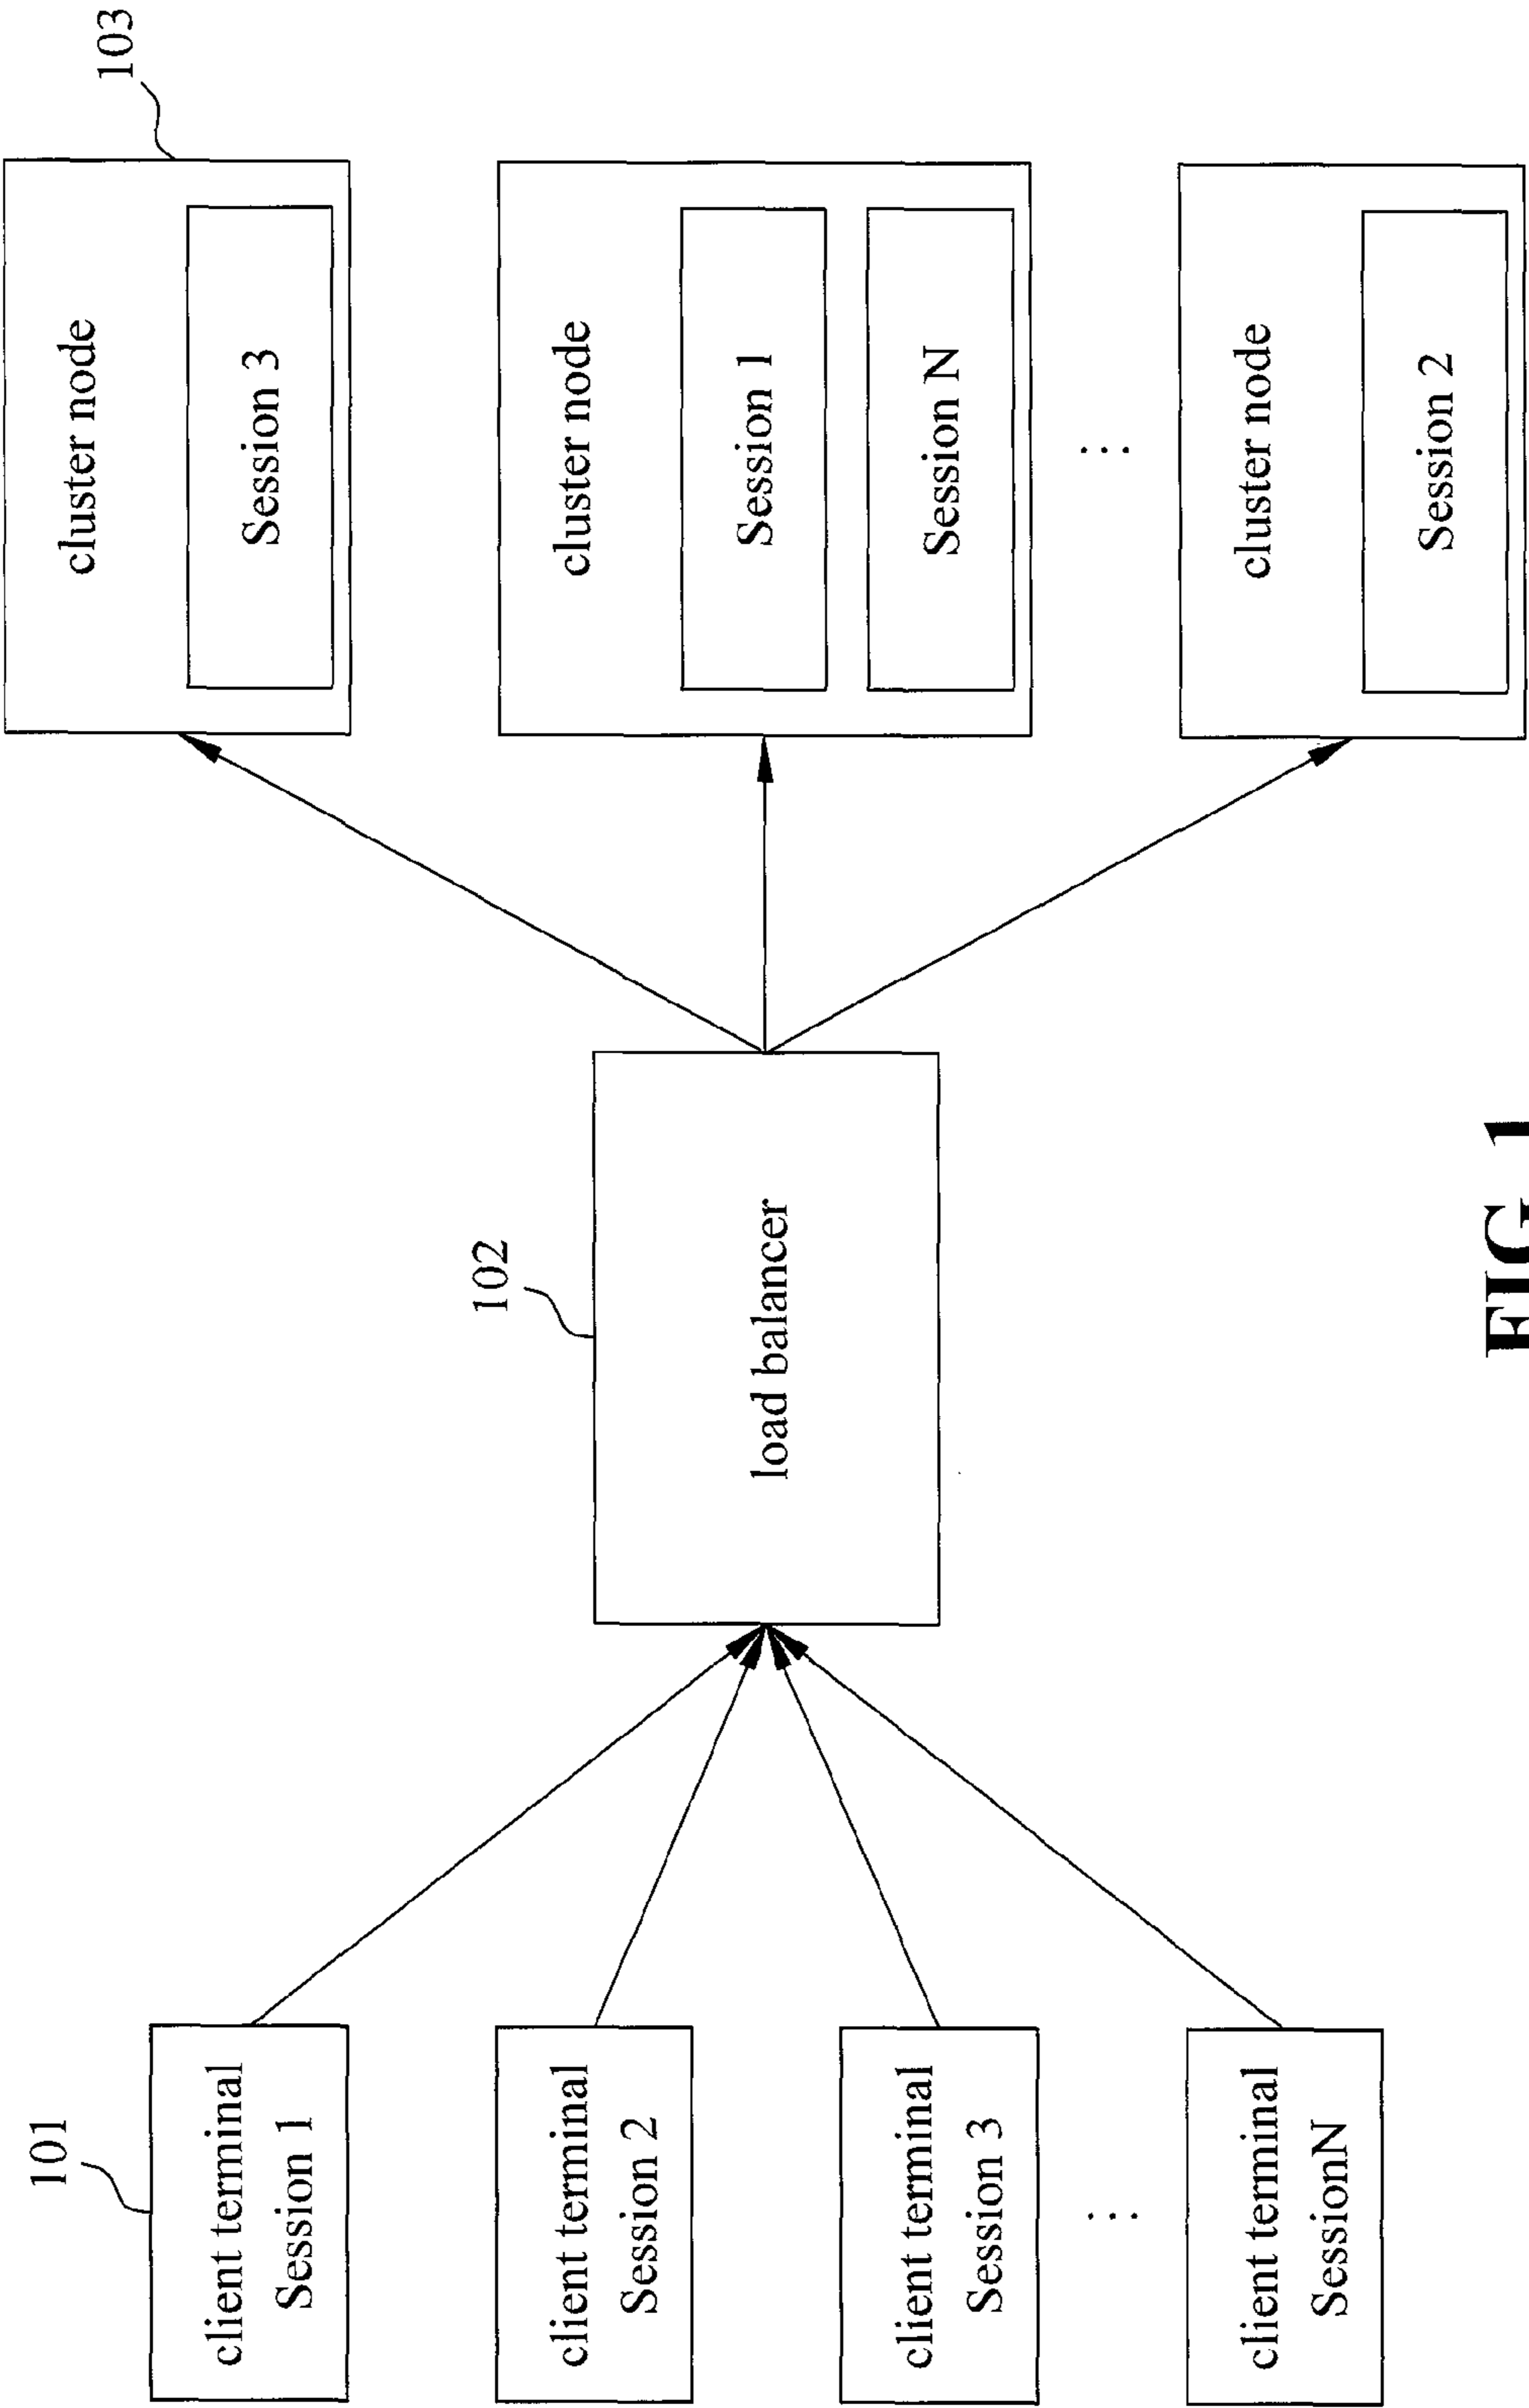 101
client terminal
Session 1
client terminal
Session 2
client terminal
Session 3
⋮
client terminal
SessionN
102
load balancer
103
cluster node
Session 3
cluster node
Session 1
Session N
⋮
cluster node
Session 2
FIG. 1